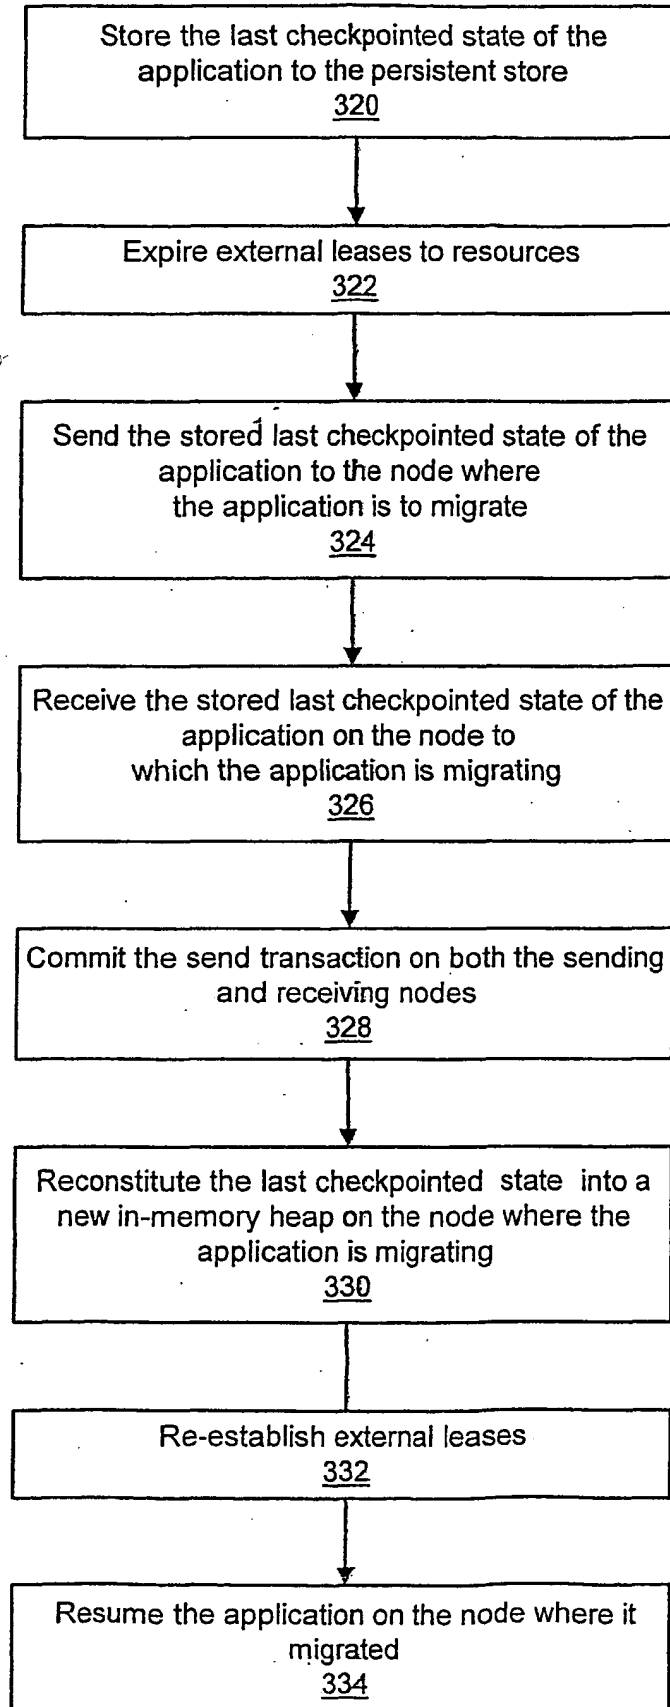 Store the last checkpointed state of the
application to the persistent store
320
Expire external leases to resources
322
Send the stored last checkpointed state of the
application to the node where
the application is to migrate
324
Receive the stored last checkpointed state of the
application on the node to
which the application is migrating
326
Commit the send transaction on both the sending
and receiving nodes
328
Reconstitute the last checkpointed state into a
new in-memory heap on the node where the
application is migrating
330
Re-establish external leases
332
Resume the application on the node where it
migrated
334